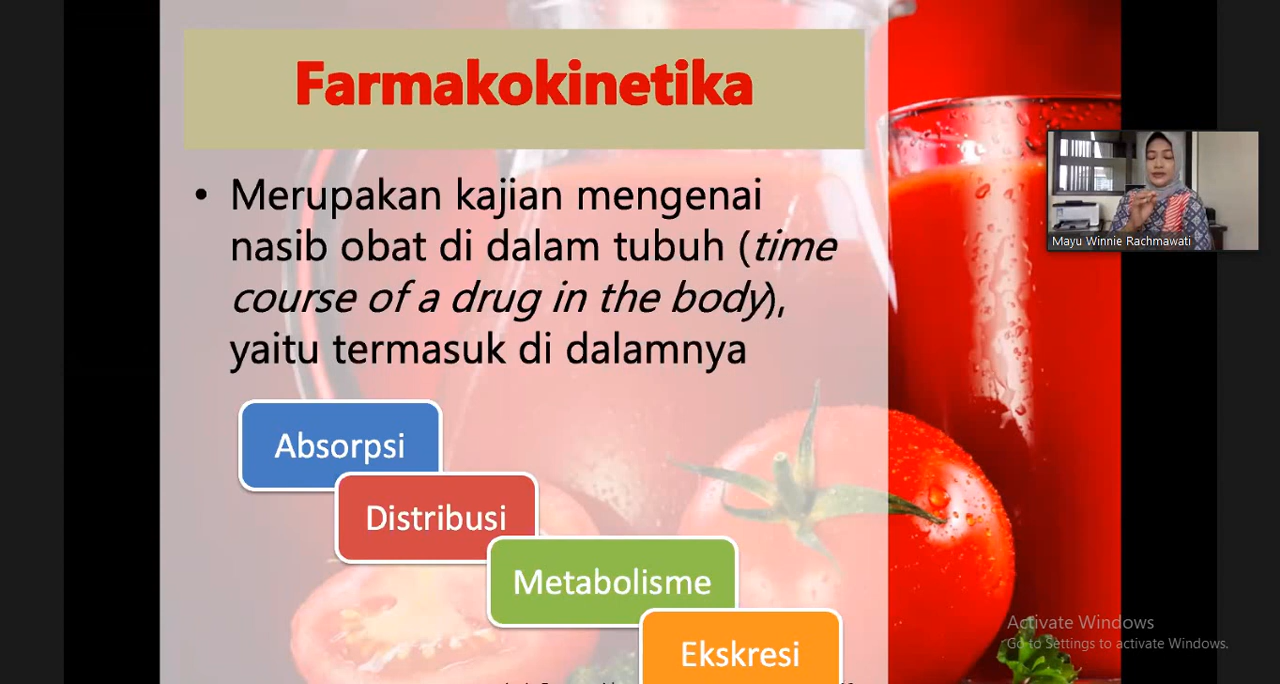 Farmakokinetika
• Merupakan kajian mengenai
nasib obat di dalam tubuh (time
course of a drug in the body),
yaitu termasuk di dalamnya
Absorpsi
Distribusi
Metabolisme
Ekskresi
Mayu Winnie Rachmawati
Activate Windows
Go to Settings to activate Windows.